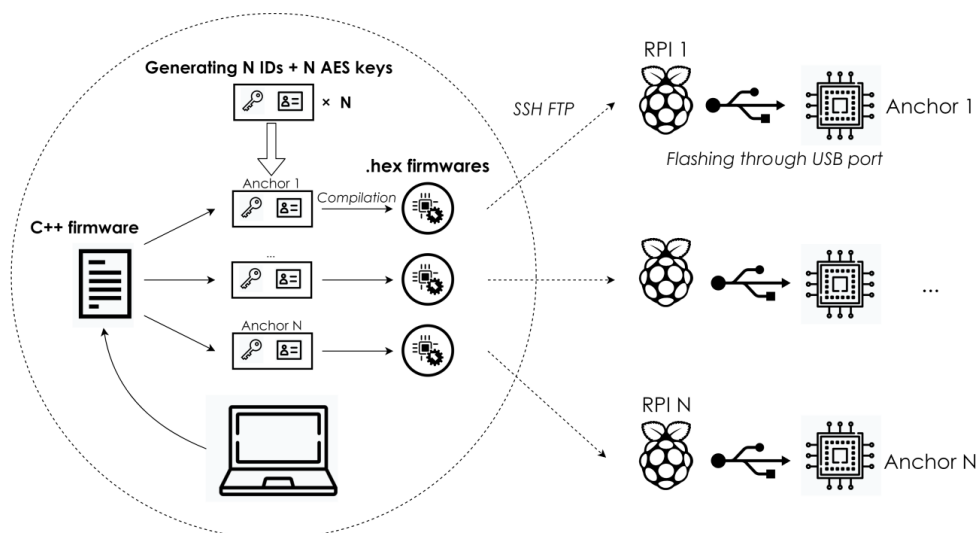 Generating N IDs + N AES keys
× N
Anchor 1
Compilation
.hex firmwares
C++ firmware
...
Anchor N
SSH FTP
RPI 1
Anchor 1
Flashing through USB port
...
RPI N
Anchor N